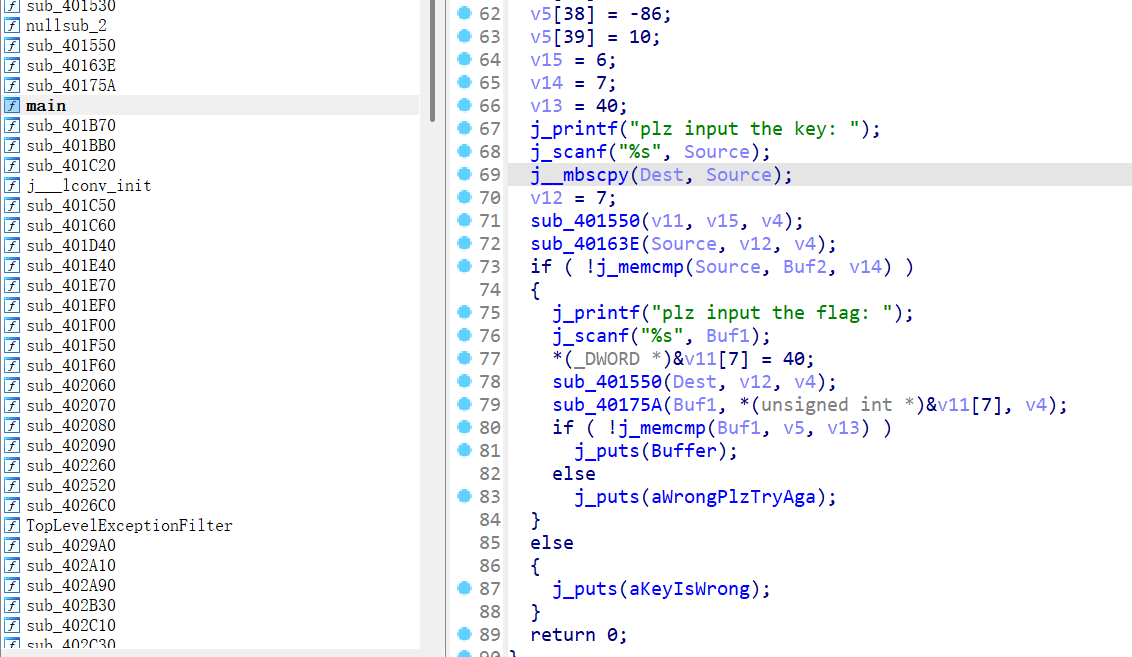 f sub_401530
f nullsub_2
f sub_401550
f sub_40163E
f sub_40175A
f main
f sub_401B70
f sub_401BB0
f sub_401C20
f j___lconv_init
f sub_401C50
f sub_401C60
f sub_401D40
f sub_401E40
f sub_401E70
f sub_401EF0
f sub_401F00
f sub_401F50
f sub_401F60
f sub_402060
f sub_402070
f sub_402080
f sub_402090
f sub_402260
f sub_402520
f sub_4026C0
f TopLevelExceptionFilter
f sub_4029A0
f sub_402A10
f sub_402A90
f sub_402B30
f sub_402C10
f sub_402C30
62 v5[38] = -86;
63 v5[39] = 10;
64 v15 = 6;
65 v14 = 7;
66 v13 = 40;
67 j_printf("plz input the key: ");
68 j_scanf("%s", Source);
69 j__mbscpy(Dest, Source);
70 v12 = 7;
71 sub_401550(v11, v15, v4);
72 sub_40163E(Source, v12, v4);
73 if ( !j_memcmp(Source, Buf2, v14) )
74 {
75 j_printf("plz input the flag: ");
76 j_scanf("%s", Buf1);
77 *(_DWORD *)&v11[7] = 40;
78 sub_401550(Dest, v12, v4);
79 sub_40175A(Buf1, *(unsigned int *)&v11[7], v4);
80 if ( !j_memcmp(Buf1, v5, v13) )
81 j_puts(Buffer);
82 else
83 j_puts(aWrongPlzTryAga);
84 }
85 else
86 {
87 j_puts(aKeyIsWrong);
88 }
89 return 0;
90 }